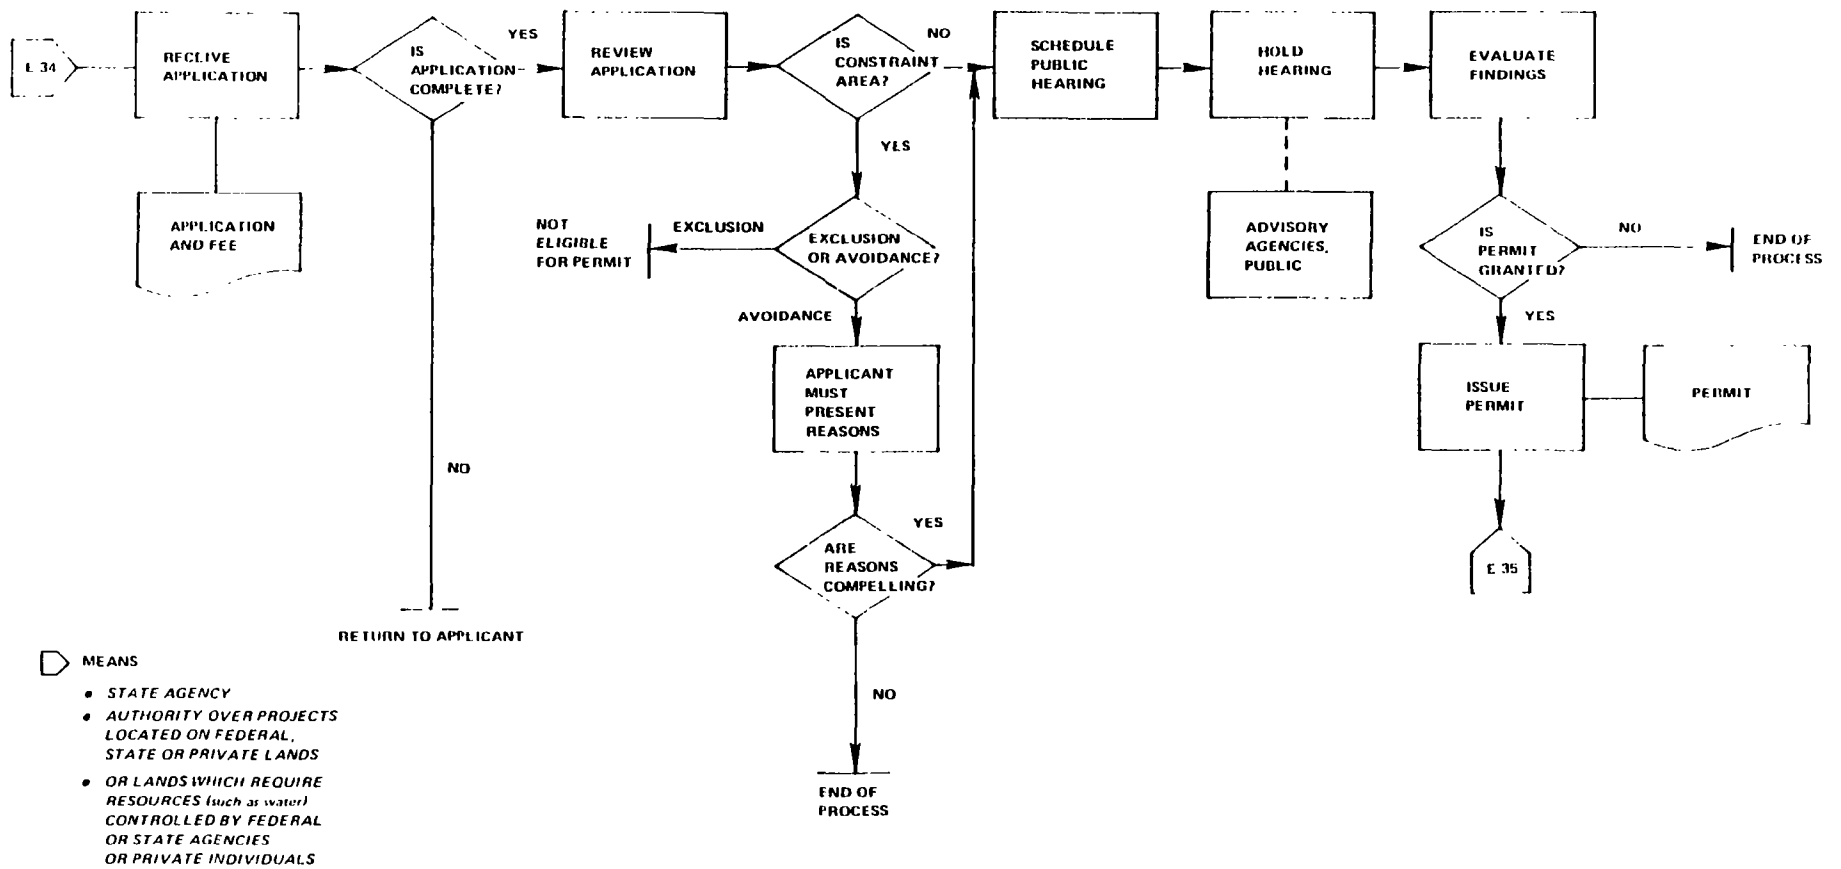 E 34
RECEIVE
APPLICATION
APPLICATION
AND FEE
IS
APPLICATION
COMPLETE?
YES
NO
RETURN TO APPLICANT
REVIEW
APPLICATION
IS
CONSTRAINT
AREA?
NO
YES
EXCLUSION
OR AVOIDANCE?
EXCLUSION
NOT
ELIGIBLE
FOR PERMIT
AVOIDANCE
APPLICANT
MUST
PRESENT
REASONS
ARE
REASONS
COMPELLING?
YES
NO
END OF
PROCESS
SCHEDULE
PUBLIC
HEARING
HOLD
HEARING
ADVISORY
AGENCIES,
PUBLIC
EVALUATE
FINDINGS
IS
PERMIT
GRANTED?
NO
END OF
PROCESS
YES
ISSUE
PERMIT
PERMIT
E 35
MEANS
• STATE AGENCY
• AUTHORITY OVER PROJECTS
LOCATED ON FEDERAL,
STATE OR PRIVATE LANDS
• OR LANDS WHICH REQUIRE
RESOURCES (such as water)
CONTROLLED BY FEDERAL
OR STATE AGENCIES
OR PRIVATE INDIVIDUALS